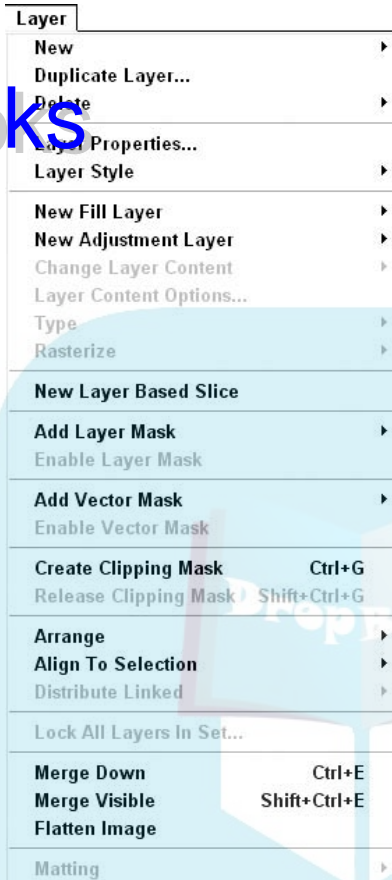 Layer
New
Duplicate Layer...
Delete
ks
Layer Properties...
Layer Style
New Fill Layer
New Adjustment Layer
Change Layer Content
Layer Content Options...
Type
Rasterize
New Layer Based Slice
Add Layer Mask
Enable Layer Mask
Add Vector Mask
Enable Vector Mask
Create Clipping Mask Ctrl+G
Release Clipping Mask Shift+Ctrl+G
Arrange
Align To Selection
Distribute Linked
Lock All Layers In Set...
Merge Down Ctrl+E
Merge Visible Shift+Ctrl+E
Flatten Image
Matting